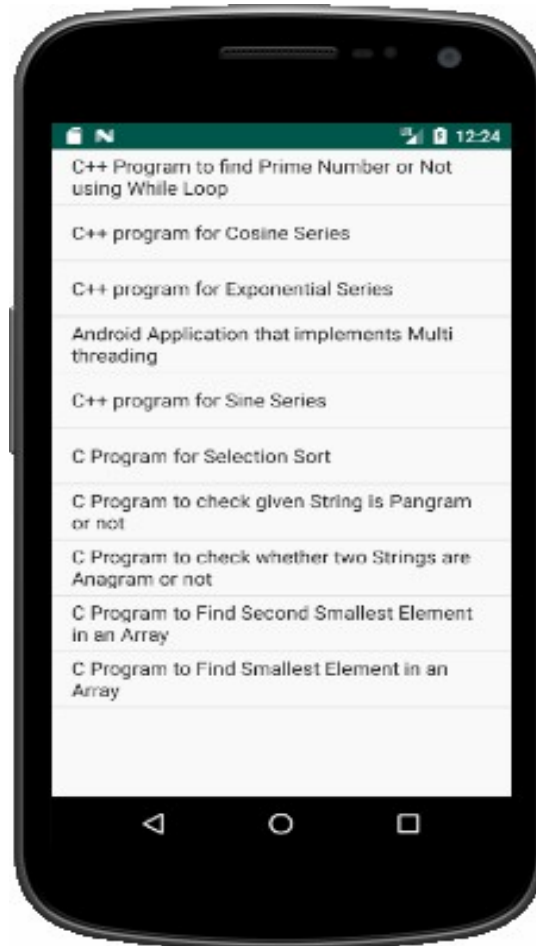 12:24
C++ Program to find Prime Number or Not
using While Loop
C++ program for Cosine Series
C++ program for Exponential Series
Android Application that implements Multi
threading
C++ program for Sine Series
C Program for Selection Sort
C Program to check given String is Pangram
or not
C Program to check whether two Strings are
Anagram or not
C Program to Find Second Smallest Element
in an Array
C Program to Find Smallest Element in an
Array